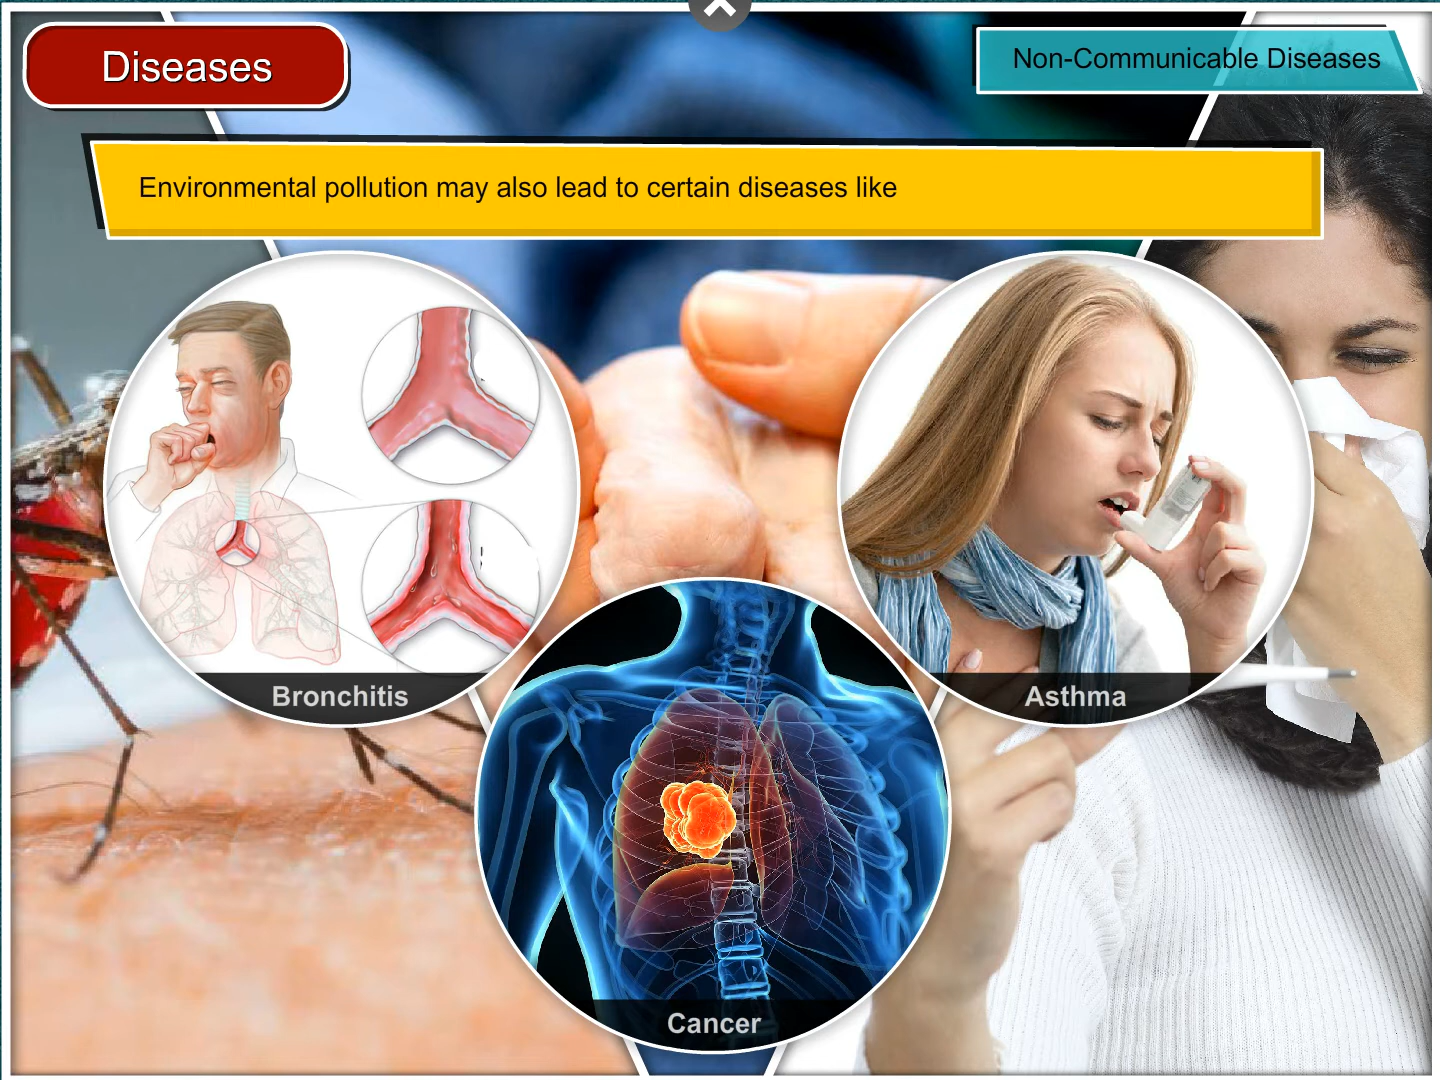 Diseases
Non-Communicable Diseases
Environmental pollution may also lead to certain diseases like
Bronchitis
Asthma
Cancer